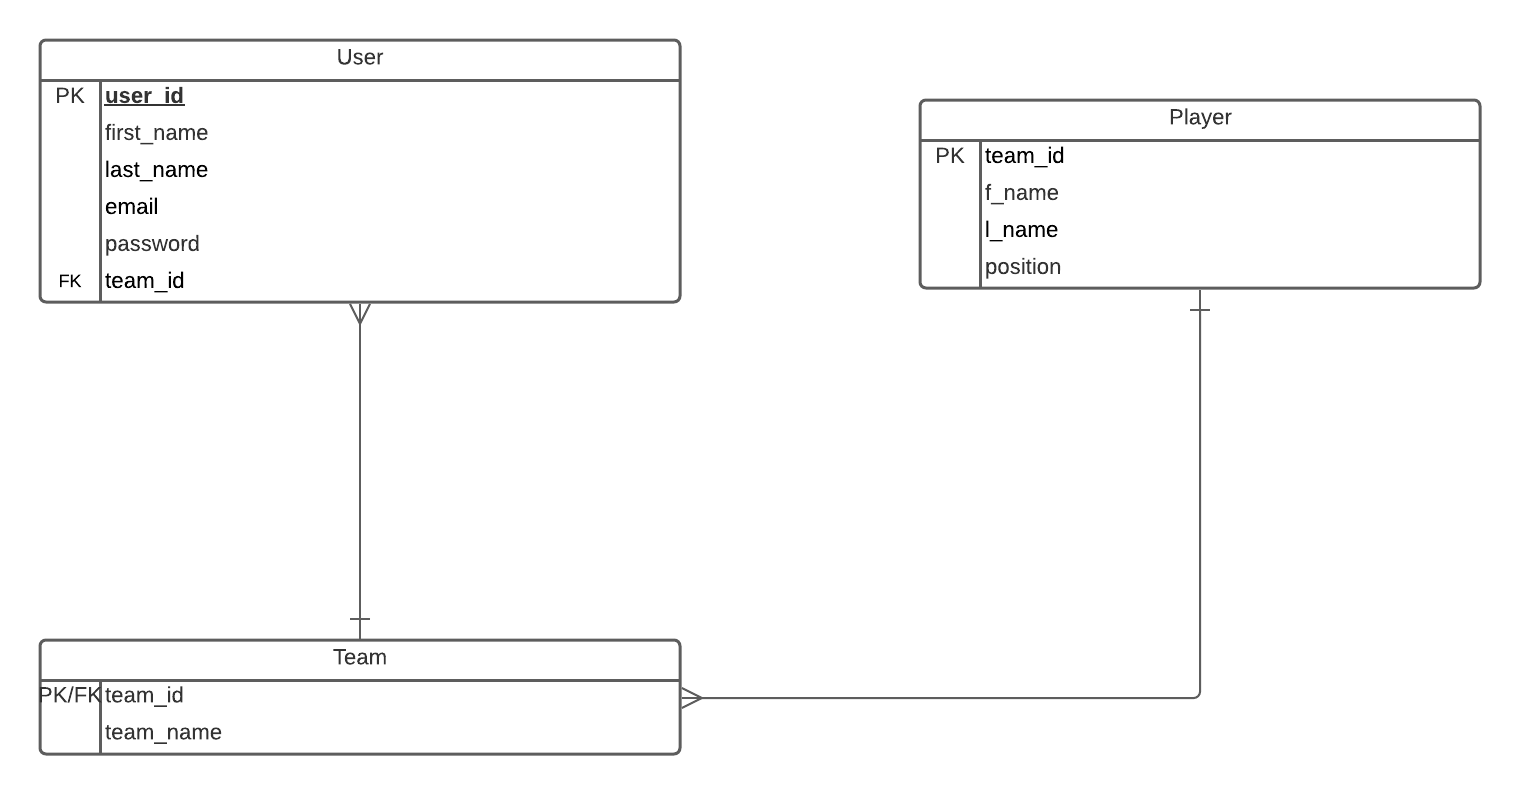 User
PK user_id
first_name
last_name
email
password
FK team_id
Player
PK team_id
f_name
l_name
position
Team
PK/FK team_id
team_name